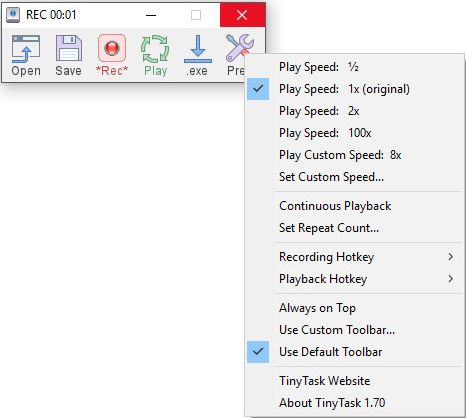 REC 00:01
Open Save *Rec* Play .exe Pre
Play Speed: ½
Play Speed: 1x (original)
Play Speed: 2x
Play Speed: 100x
Play Custom Speed: 8x
Set Custom Speed...
Continuous Playback
Set Repeat Count...
Recording Hotkey
Playback Hotkey
Always on Top
Use Custom Toolbar...
Use Default Toolbar
TinyTask Website
About TinyTask 1.70